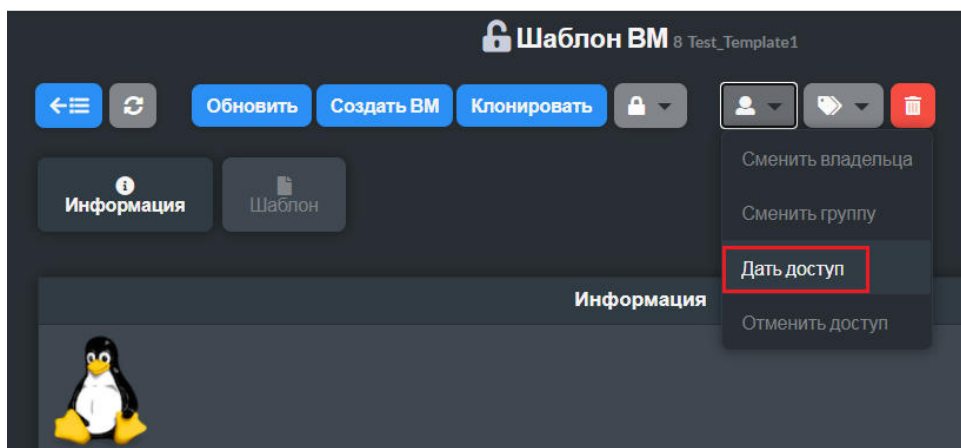 Шаблон ВМ 8 Test_Template1
Обновить Создать ВМ Клонировать
Сменить владельца
Информация Шаблон
Сменить группу
Дать доступ
Информация
Отменить доступ